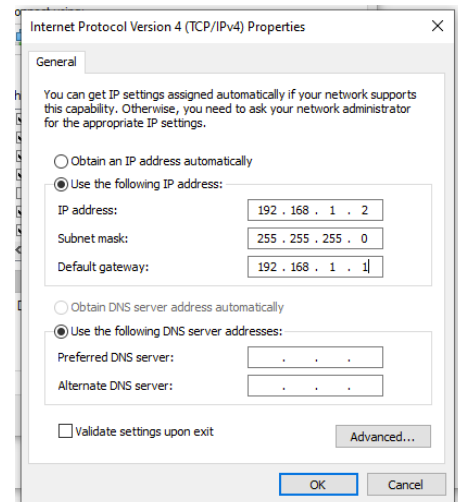 Internet Protocol Version 4 (TCP/IPv4) Properties
General
You can get IP settings assigned automatically if your network supports
this capability. Otherwise, you need to ask your network administrator
for the appropriate IP settings.
Obtain an IP address automatically
Use the following IP address:
IP address: 192 . 168 . 1 . 2
Subnet mask: 255 . 255 . 255 . 0
Default gateway: 192 . 168 . 1 . 1
Obtain DNS server address automatically
Use the following DNS server addresses:
Preferred DNS server: . . .
Alternate DNS server: . . .
Validate settings upon exit
Advanced...
OK Cancel